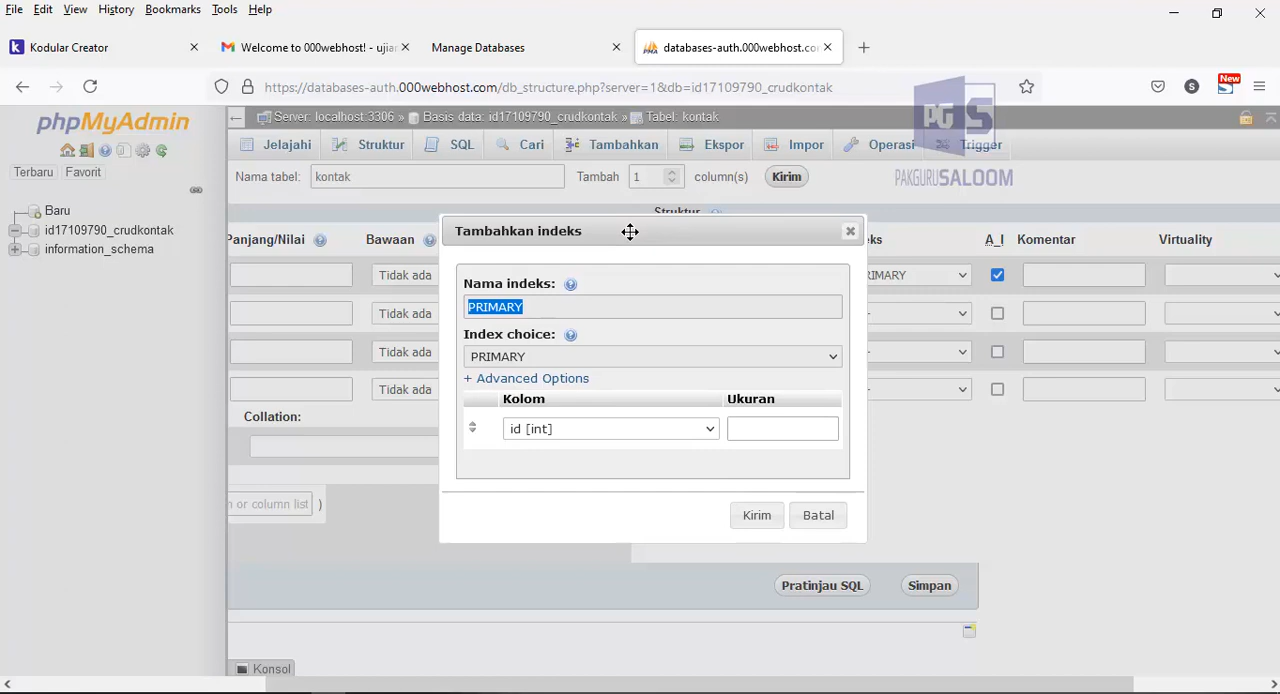 File Edit View History Bookmarks Tools Help
Kodular Creator
Welcome to 000webhost! - ujian
Manage Databases
databases-auth.000webhost.co
https://databases-auth.000webhost.com/db_structure.php?server=1&db=id17109790_crudkontak
S
New
phpMyAdmin
Terbaru Favorit
Baru
id17109790_crudkontak
information_schema
Server: localhost:3306 » Basis data: id17109790_crudkontak » Tabel: kontak
Jelajahi Struktur SQL Cari Tambahkan Ekspor Impor Operasi Trigger
PG S
PAKGURUSALOOM
Nama tabel: kontak Tambah 1 column(s) Kirim
Struktur
Panjang/Nilai Bawaan A_I Komentar Virtuality
Tidak ada
Tidak ada
Tidak ada
Tidak ada
Collation:
n or column list )
Tambahkan indeks
Nama indeks:
PRIMARY
Index choice:
PRIMARY
+ Advanced Options
Kolom Ukuran
id [int]
Kirim Batal
Pratinjau SQL Simpan
Konsol